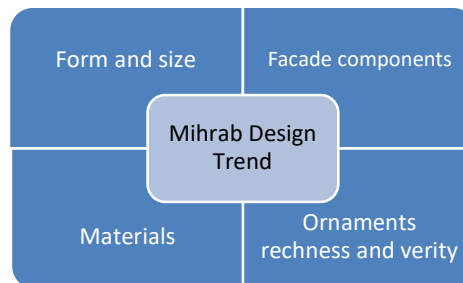 Form and size
Facade components
Mihrab Design
Trend
Materials
Ornaments
rechness and verity